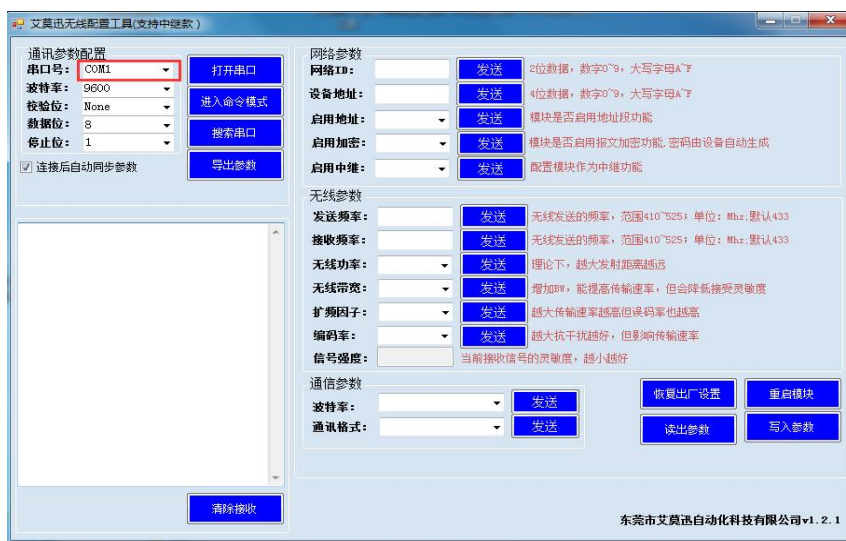 艾莫迅无线配置工具(支持中继款)
通讯参数配置
串口号: COM1 打开串口
波特率: 9600
进入命令模式
校验位: None
数据位: 8 搜索串口
停止位: 1
连接后自动同步参数 导出参数
清除接收
网络参数
网络ID: 发送 2位数据，数字0~9，大写字母A~F
设备地址: 发送 4位数据，数字0~9，大写字母A~F
启用地址: 发送 模块是否启用地址段功能
启用加密: 发送 模块是否启用报文加密功能,密码由设备自动生成
启用中继: 发送 配置模块作为中继功能
无线参数
发送频率: 发送 无线发送的频率，范围410~525；单位：Mhz;默认433
接收频率: 发送 无线发送的频率，范围410~525；单位：Mhz;默认433
无线功率: 发送 理论下，越大发射距离越远
无线带宽: 发送 增加BW，能提高传输速率，但会降低接受灵敏度
扩频因子: 发送 越大传输速率越高但误码率也越高
编码率: 发送 越大抗干扰越好，但影响传输速率
信号强度: 当前接收信号的灵敏度，越小越好
通信参数
波特率: 发送
通讯格式: 发送
恢复出厂设置 重启模块
读出参数 写入参数
东莞市艾莫迅自动化科技有限公司v1.2.1